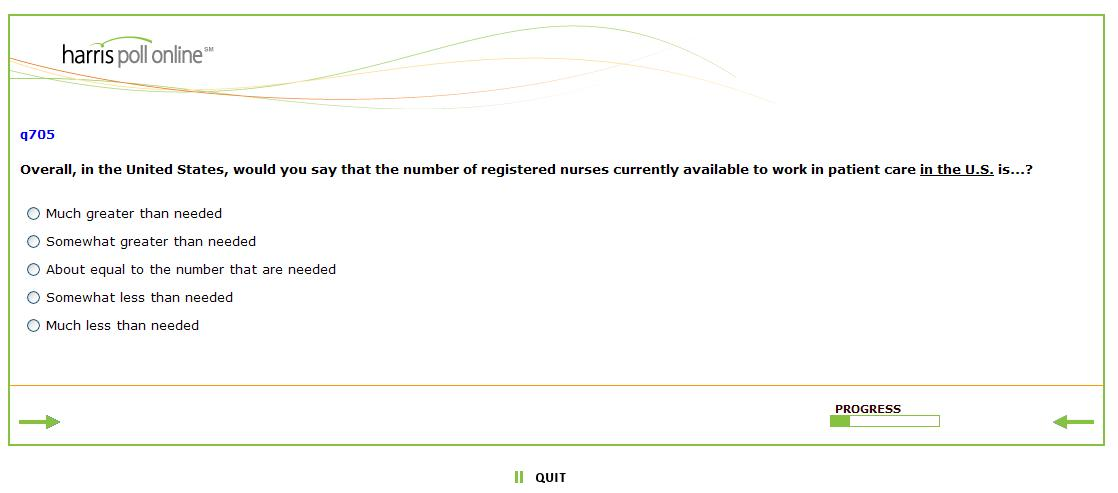 harris poll online SM
q705
Overall, in the United States, would you say that the number of registered nurses currently available to work in patient care in the U.S. is...?
Much greater than needed
Somewhat greater than needed
About equal to the number that are needed
Somewhat less than needed
Much less than needed
PROGRESS
QUIT